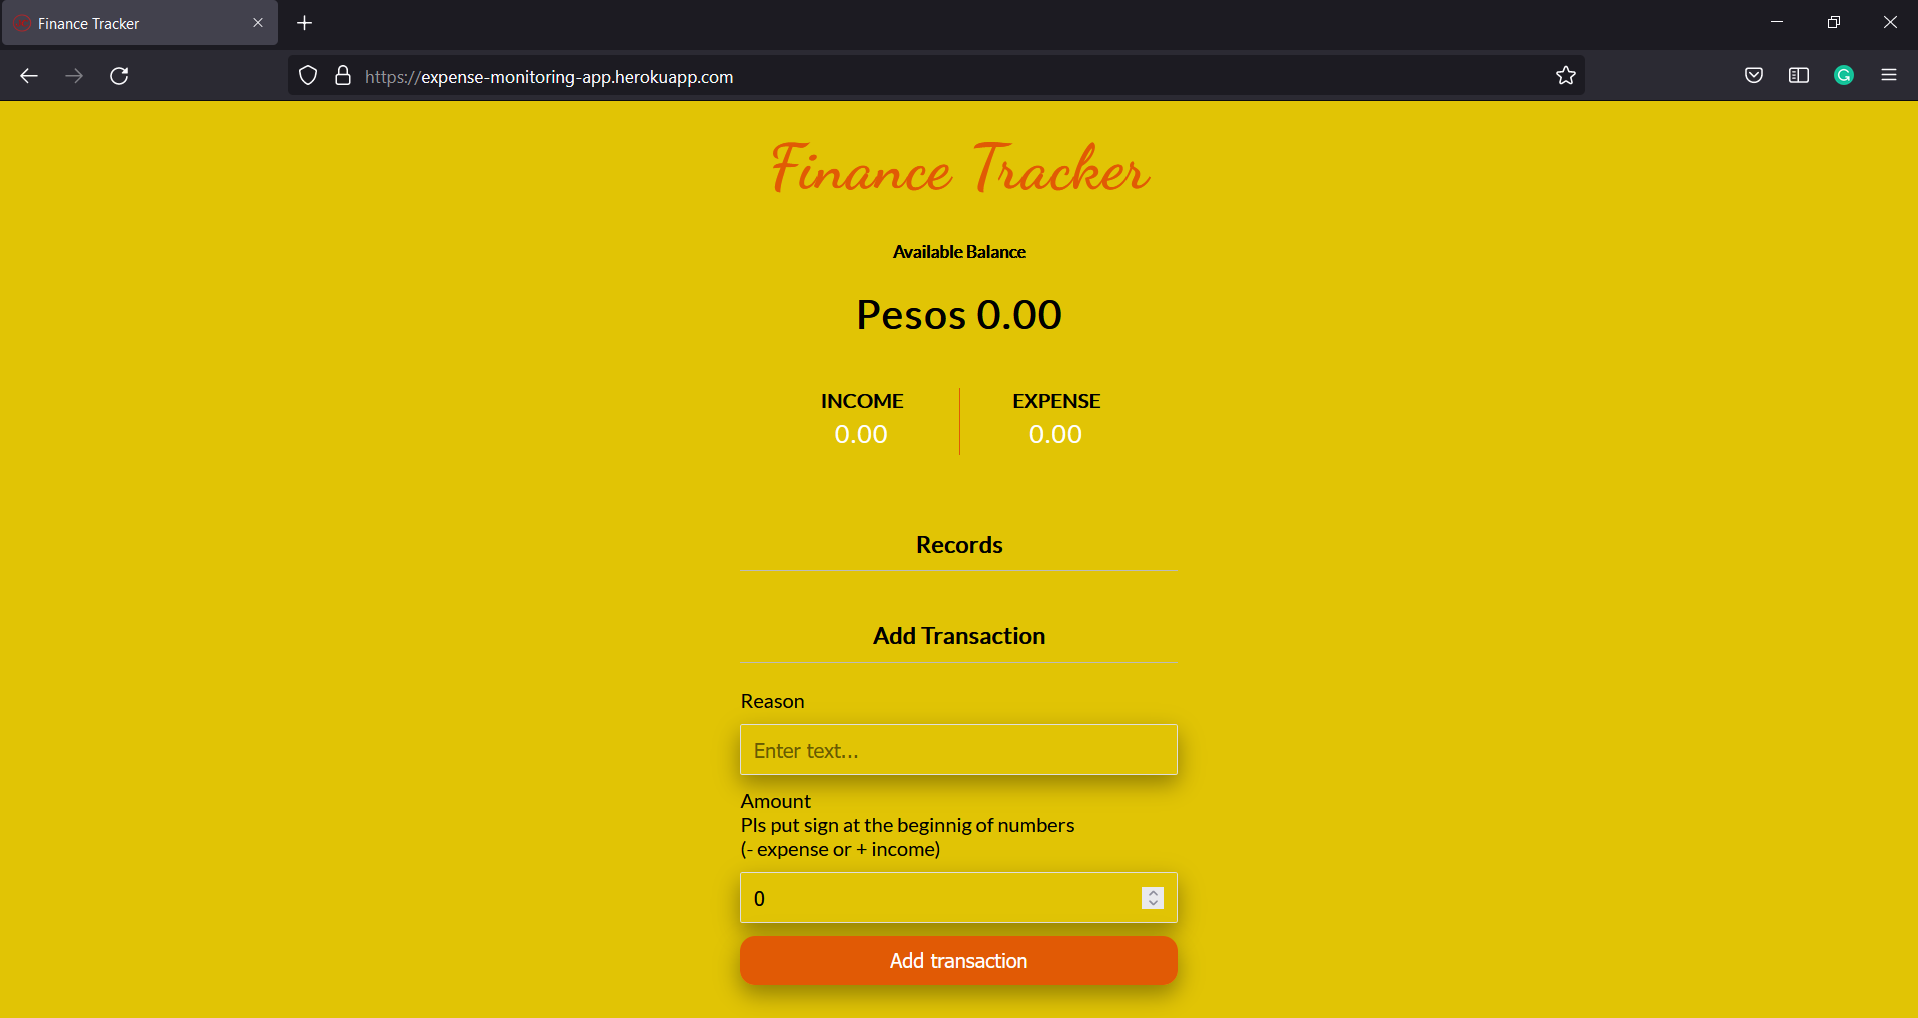 Finance Tracker
https://expense-monitoring-app.herokuapp.com
Finance Tracker
Available Balance
Pesos 0.00
INCOME EXPENSE
0.00 0.00
Records
Add Transaction
Reason
Enter text...
Amount
Pls put sign at the beginnig of numbers
(- expense or + income)
0
Add transaction